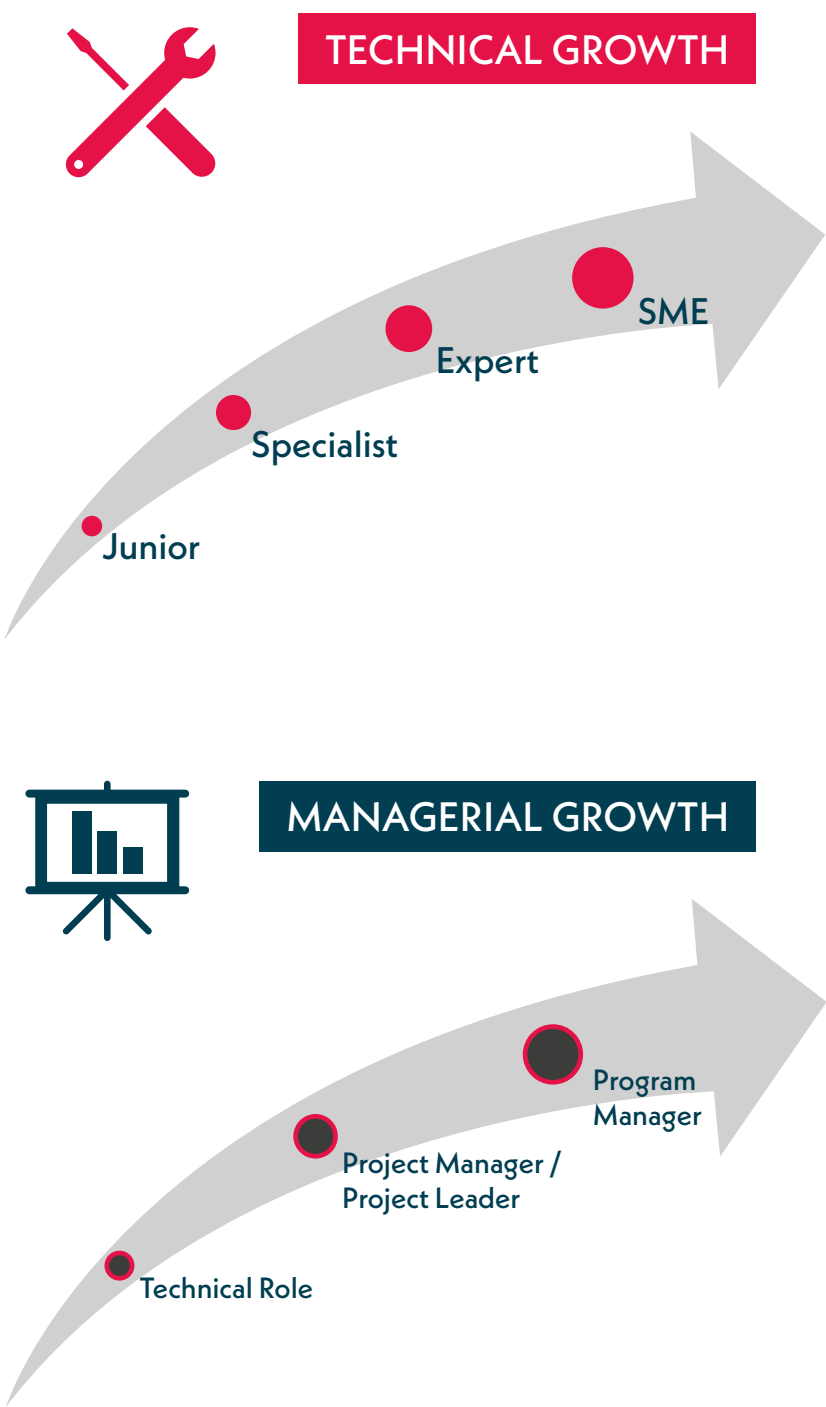 TECHNICAL GROWTH
SME
Expert
Specialist
Junior
MANAGERIAL GROWTH
Program
Manager
Project Manager /
Project Leader
Technical Role